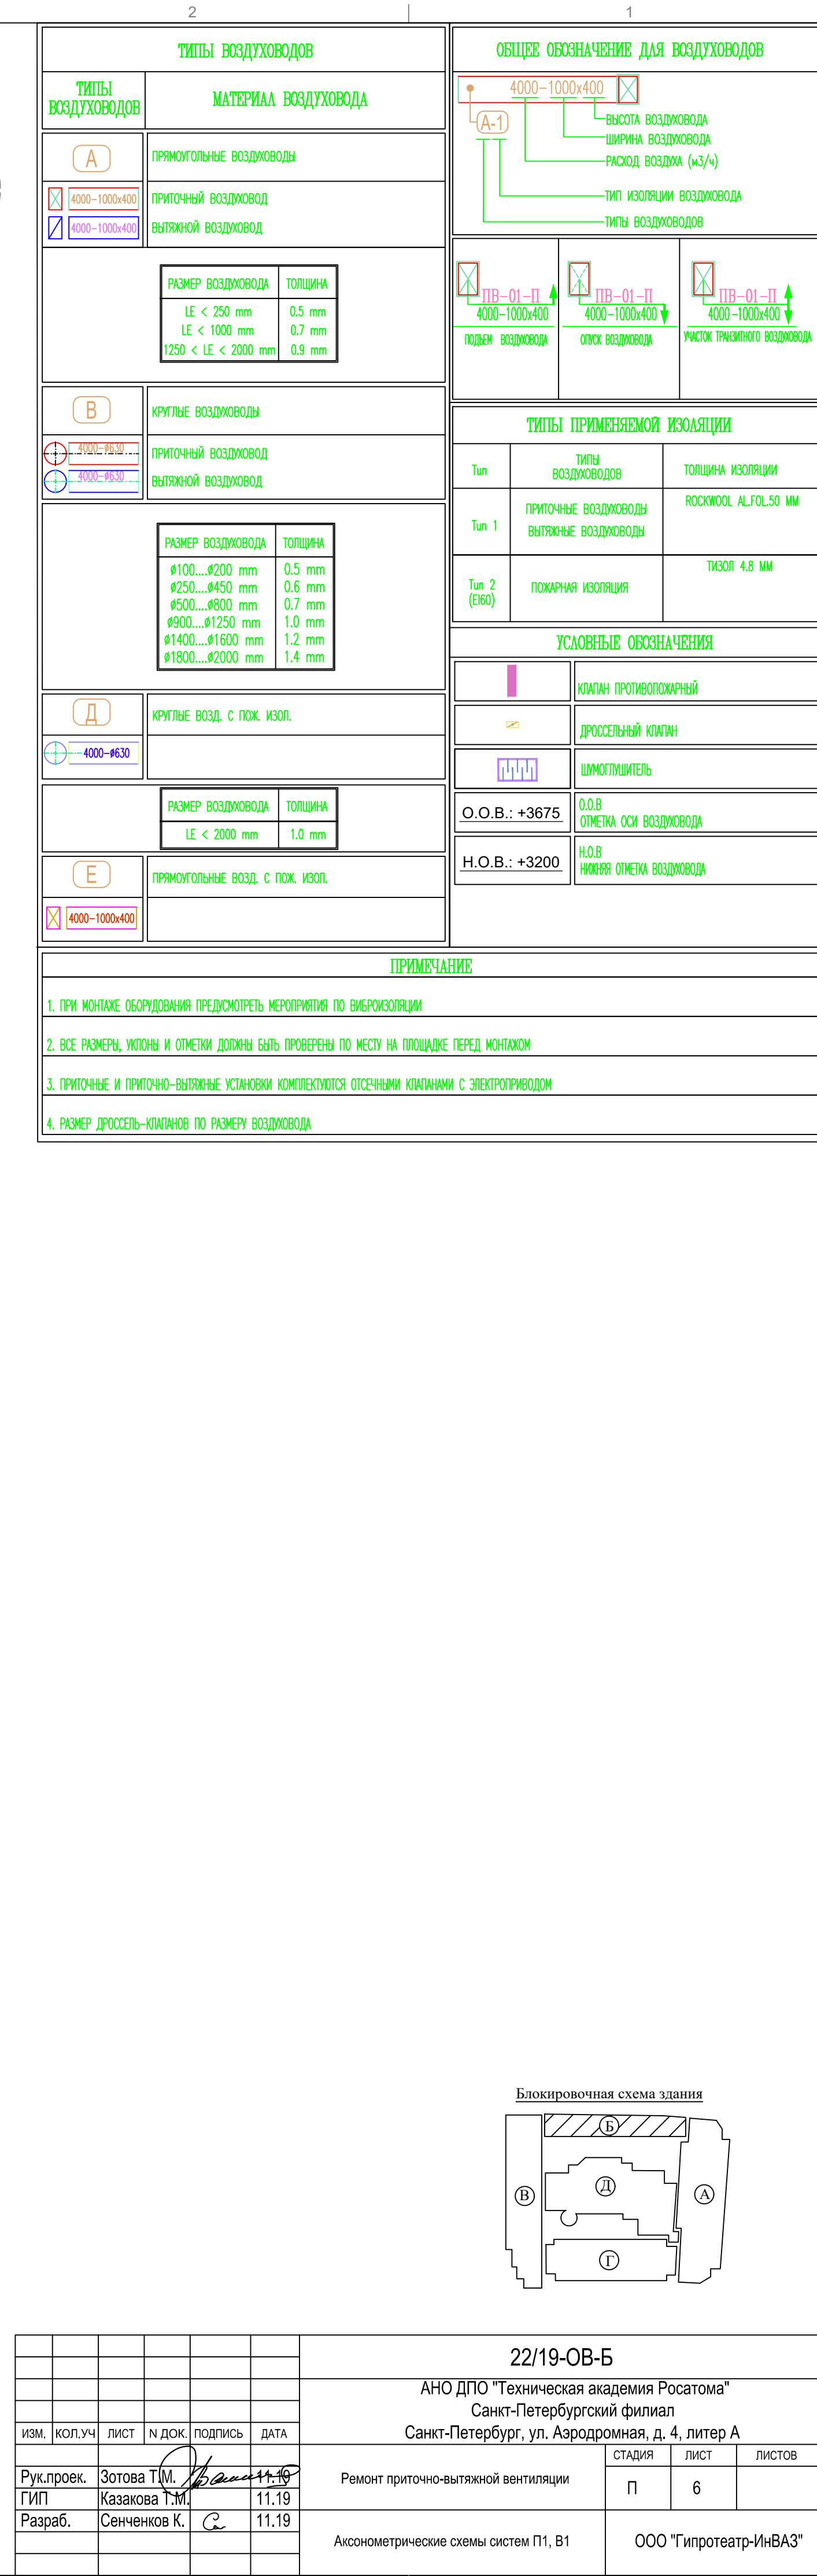 2
1
ТИПЫ ВОЗДУХОВОДОВ
ТИПЫ ВОЗДУХОВОДОВ
МАТЕРИАЛ ВОЗДУХОВОДА
А
ПРЯМОУГОЛЬНЫЕ ВОЗДУХОВОДЫ
4000-1000x400
ПРИТОЧНЫЙ ВОЗДУХОВОД
4000-1000x400
ВЫТЯЖНОЙ ВОЗДУХОВОД
РАЗМЕР ВОЗДУХОВОДА ТОЛЩИНА
LE < 250 mm 0.5 mm
LE < 1000 mm 0.7 mm
1250 < LE < 2000 mm 0.9 mm
В
КРУГЛЫЕ ВОЗДУХОВОДЫ
4000-ø630
ПРИТОЧНЫЙ ВОЗДУХОВОД
4000-ø630
ВЫТЯЖНОЙ ВОЗДУХОВОД
РАЗМЕР ВОЗДУХОВОДА ТОЛЩИНА
ø100....ø200 mm 0.5 mm
ø250....ø450 mm 0.6 mm
ø500....ø800 mm 0.7 mm
ø900....ø1250 mm 1.0 mm
ø1400....ø1600 mm 1.2 mm
ø1800....ø2000 mm 1.4 mm
Д
КРУГЛЫЕ ВОЗД. С ПОЖ. ИЗОЛ.
4000-ø630
РАЗМЕР ВОЗДУХОВОДА ТОЛЩИНА
LE < 2000 mm 1.0 mm
Е
ПРЯМОУГОЛЬНЫЕ ВОЗД. С ПОЖ. ИЗОЛ.
4000-1000x400
ОБЩЕЕ ОБОЗНАЧЕНИЕ ДЛЯ ВОЗДУХОВОДОВ
4000-1000x400
А-1
ВЫСОТА ВОЗДУХОВОДА
ШИРИНА ВОЗДУХОВОДА
РАСХОД ВОЗДУХА (м3/ч)
ТИП ИЗОЛЯЦИИ ВОЗДУХОВОДА
ТИПЫ ВОЗДУХОВОДОВ
ПВ-01-П
4000-1000x400
ПОДЪЕМ ВОЗДУХОВОДА
ПВ-01-П
4000-1000x400
ОПУСК ВОЗДУХОВОДА
ПВ-01-П
4000-1000x400
УЧАСТОК ТРАНЗИТНОГО ВОЗДУХОВОДА
ТИПЫ ПРИМЕНЯЕМОЙ ИЗОЛЯЦИИ
Тип
ТИПЫ
ВОЗДУХОВОДОВ
ТОЛЩИНА ИЗОЛЯЦИИ
Тип 1
ПРИТОЧНЫЕ ВОЗДУХОВОДЫ
ВЫТЯЖНЫЕ ВОЗДУХОВОДЫ
ROCKWOOL AL.FOL.50 MM
Тип 2
(EI60)
ПОЖАРНАЯ ИЗОЛЯЦИЯ
ТИЗОЛ 4.8 ММ
УСЛОВНЫЕ ОБОЗНАЧЕНИЯ
КЛАПАН ПРОТИВОПОЖАРНЫЙ
ДРОССЕЛЬНЫЙ КЛАПАН
ШУМОГЛУШИТЕЛЬ
О.О.В.: +3675
О.О.В
ОТМЕТКА ОСИ ВОЗДУХОВОДА
Н.О.В.: +3200
Н.О.В
НИЖНЯЯ ОТМЕТКА ВОЗДУХОВОДА
ПРИМЕЧАНИЕ
1. ПРИ МОНТАЖЕ ОБОРУДОВАНИЯ ПРЕДУСМОТРЕТЬ МЕРОПРИЯТИЯ ПО ВИБРОИЗОЛЯЦИИ
2. ВСЕ РАЗМЕРЫ, УКЛОНЫ И ОТМЕТКИ ДОЛЖНЫ БЫТЬ ПРОВЕРЕНЫ ПО МЕСТУ НА ПЛОЩАДКЕ ПЕРЕД МОНТАЖОМ
3. ПРИТОЧНЫЕ И ПРИТОЧНО-ВЫТЯЖНЫЕ УСТАНОВКИ КОМПЛЕКТУЮТСЯ ОТСЕЧНЫМИ КЛАПАНАМИ С ЭЛЕКТРОПРИВОДОМ
4. РАЗМЕР ДРОССЕЛЬ-КЛАПАНОВ ПО РАЗМЕРУ ВОЗДУХОВОДА
Блокировочная схема здания
Б
В
Д
А
Г
22/19-ОВ-Б
АНО ДПО "Техническая академия Росатома"
Санкт-Петербургский филиал
Санкт-Петербург, ул. Аэродромная, д. 4, литер А
ИЗМ. КОЛ.УЧ ЛИСТ N ДОК. ПОДПИСЬ ДАТА
Рук.проек. Зотова Т.М. 11.19
ГИП Казакова Т.М. 11.19
Разраб. Сенченков К. 11.19
Ремонт приточно-вытяжной вентиляции
СТАДИЯ ЛИСТ ЛИСТОВ
П 6
Аксонометрические схемы систем П1, В1
ООО "Гипротеатр-ИнВАЗ"